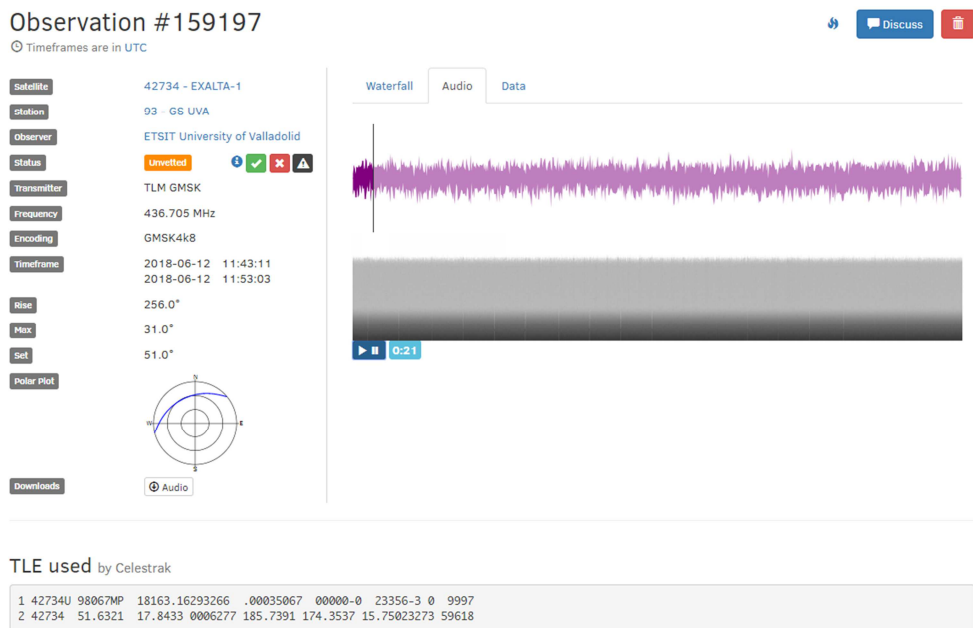 Observation #159197
Discuss
Timeframes are in UTC
Satellite 42734 - EXALTA-1
Station 93 - GS UVA
Observer ETSIT University of Valladolid
Status Unvetted
Transmitter TLM GMSK
Frequency 436.705 MHz
Encoding GMSK4k8
Timeframe 2018-06-12 11:43:11
2018-06-12 11:53:03
Rise 256.0°
Max 31.0°
Set 51.0°
Polar Plot
N
W
E
S
Downloads Audio
Waterfall Audio Data
0:21
TLE used by Celestrak
1 42734U 98067MP 18163.16293266 .00035067 00000-0 23356-3 0 9997
2 42734 51.6321 17.8433 0006277 185.7391 174.3537 15.75023273 59618